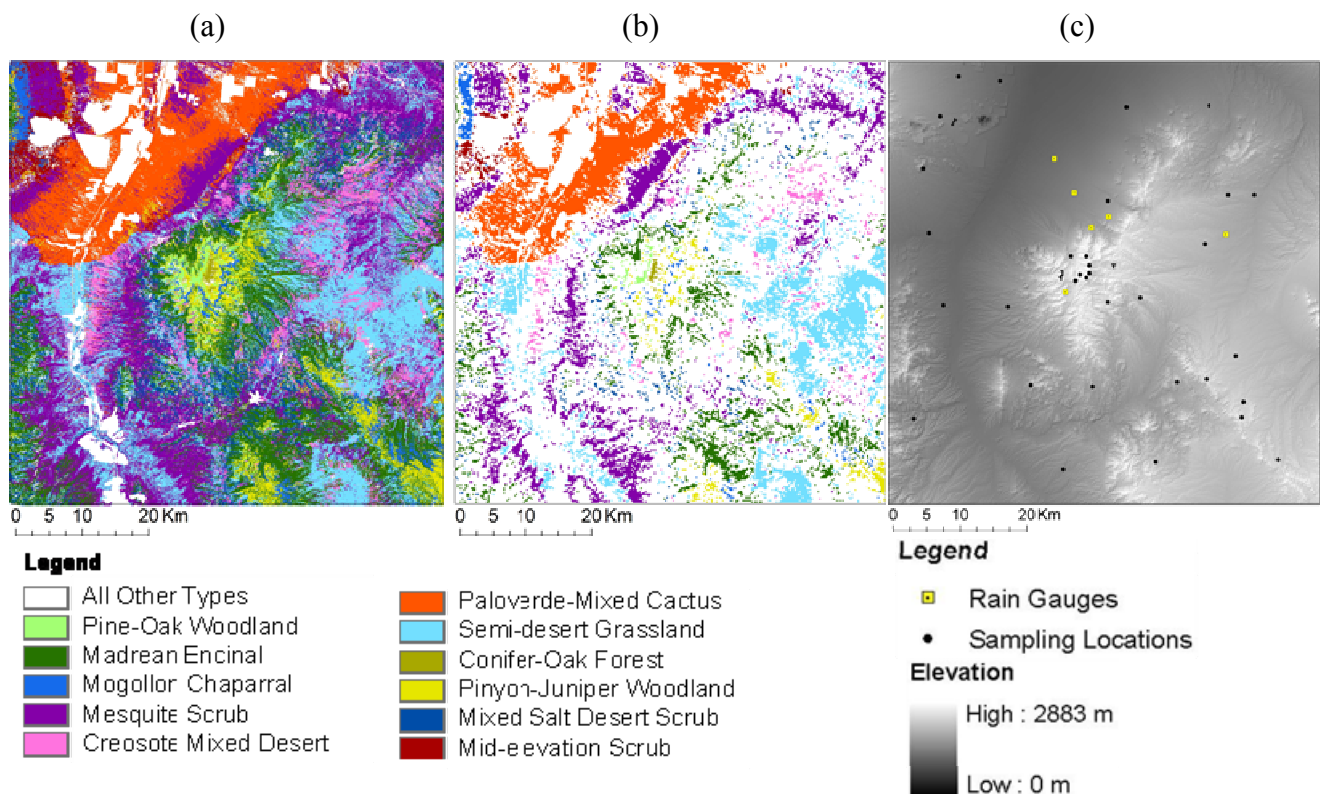 (a)
(b)
(c)
0 5 10 20 Km
0 5 10 20 Km
0 5 10 20 Km
Legend
All Other Types
Pine-Oak Woodland
Madrean Encinal
Mogollon Chaparral
Mesquite Scrub
Creosote Mixed Desert
Paloverde-Mixed Cactus
Semi-desert Grassland
Conifer-Oak Forest
Pinyon-Juniper Woodland
Mixed Salt Desert Scrub
Mid-elevation Scrub
Legend
Rain Gauges
Sampling Locations
Elevation
High : 2883 m
Low : 0 m